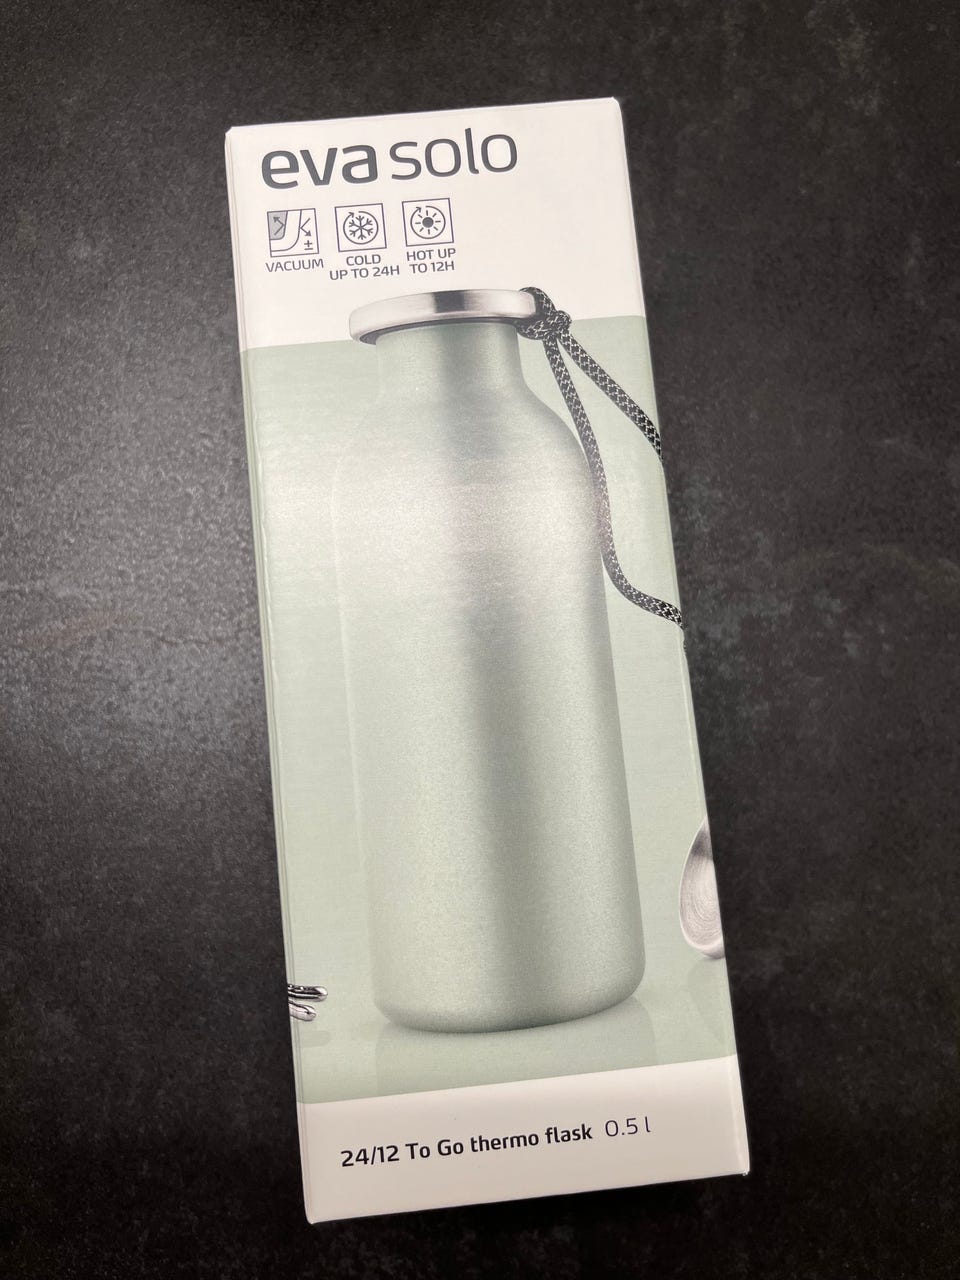 eva solo
VACUUM
COLD
UP TO 24H
HOT UP
TO 12H
24/12 To Go thermo flask 0.5 l